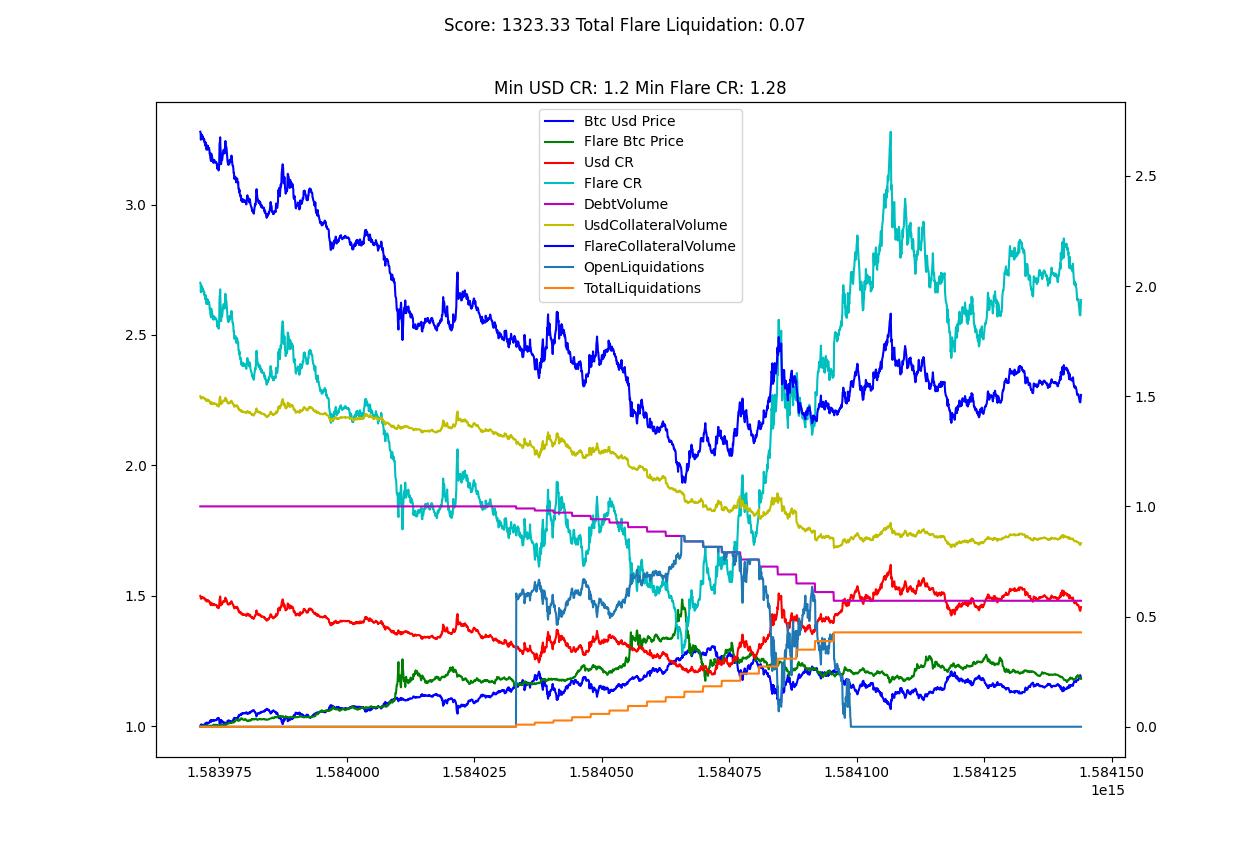 Score: 1323.33 Total Flare Liquidation: 0.07
Min USD CR: 1.2 Min Flare CR: 1.28
Btc Usd Price
Flare Btc Price
Usd CR
Flare CR
DebtVolume
UsdCollateralVolume
FlareCollateralVolume
OpenLiquidations
TotalLiquidations
3.0
2.5
2.0
1.5
1.0
2.5
2.0
1.5
1.0
0.5
0.0
1.583975 1.584000 1.584025 1.584050 1.584075 1.584100 1.584125 1.584150
1e15